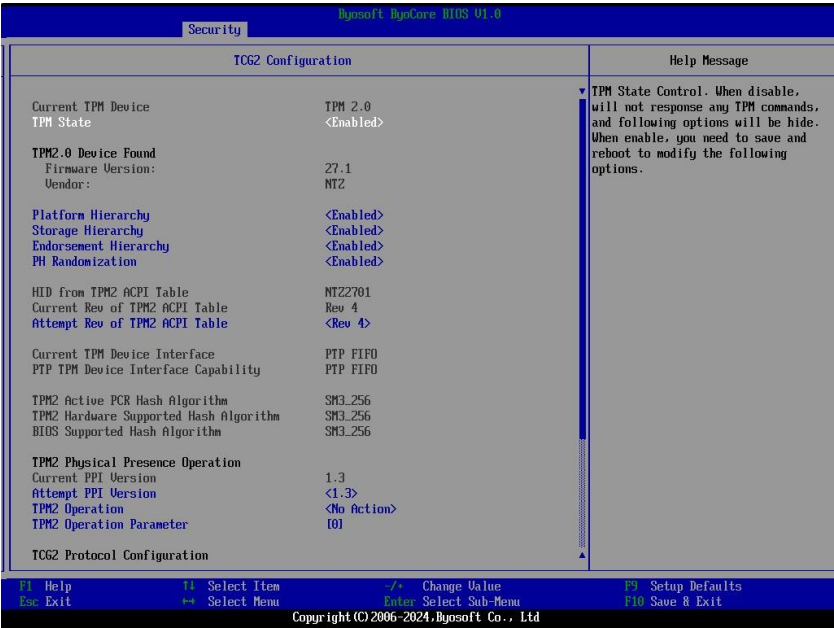 Byosoft ByoCore BIOS V1.0
Security
TCG2 Configuration
Help Message
Current TPM Device TPM 2.0
TPM State <Enabled>
TPM2.0 Device Found
Firmware Version: 27.1
Vendor: NTZ
Platform Hierarchy <Enabled>
Storage Hierarchy <Enabled>
Endorsement Hierarchy <Enabled>
PH Randomization <Enabled>
HID from TPM2 ACPI Table NTZ2701
Current Rev of TPM2 ACPI Table Rev 4
Attempt Rev of TPM2 ACPI Table <Rev 4>
Current TPM Device Interface PTP FIFO
PTP TPM Device Interface Capability PTP FIFO
TPM2 Active PCR Hash Algorithm SM3_256
TPM2 Hardware Supported Hash Algorithm SM3_256
BIOS Supported Hash Algorithm SM3_256
TPM2 Physical Presence Operation
Current PPI Version 1.3
Attempt PPI Version <1.3>
TPM2 Operation <No Action>
TPM2 Operation Parameter [0]
TCG2 Protocol Configuration
TPM State Control. When disable,
will not response any TPM commands,
and following options will be hide.
When enable, you need to save and
reboot to modify the following
options.
F1 Help ↑↓ Select Item -/+ Change Value F9 Setup Defaults
Esc Exit ↔ Select Menu Enter Select Sub-Menu F10 Save & Exit
Copyright(C)2006-2024,Byosoft Co., Ltd